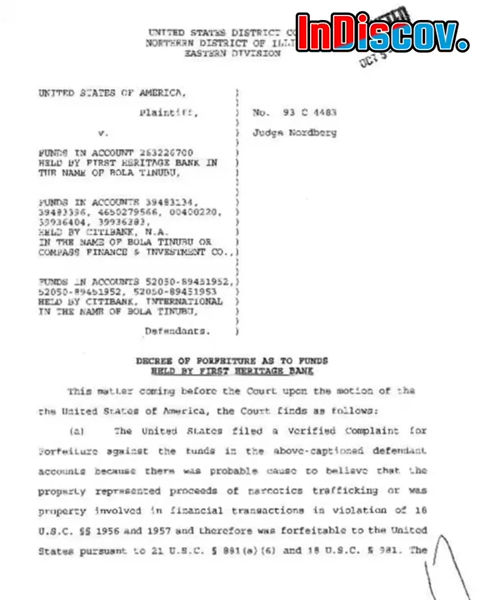 InDiscov.
UNITED STATES DISTRICT CO
NORTHERN DISTRICT OF ILLI
EASTERN DIVISION
OCT 5
UNITED STATES OF AMERICA, )
Plaintiff, ) No. 93 C 4483
v. ) Judge Nordberg
FUNDS IN ACCOUNT 263226700 )
HELD BY FIRST HERITAGE BANK IN )
THE NAME OF BOLA TINUBU, )
FUNDS IN ACCOUNTS 39483134, )
39483396, 4650279566, 00400220, )
39936404, 39936383, )
HELD BY CITIBANK, N.A. )
IN THE NAME OF BOLA TINUBU OR )
COMPASS FINANCE & INVESTMENT CO., )
FUNDS IN ACCOUNTS 52050-89451952, )
52050-89451952, 52050-89451953 )
HELD BY CITIBANK, INTERNATIONAL )
IN THE NAME OF BOLA TINUBU, )
Defendants. )
DECREE OF FORFEITURE AS TO FUNDS
HELD BY FIRST HERITAGE BANK
This matter coming before the Court upon the motion of the
the United States of America, the Court finds as follows:
(a) The United States filed a Verified Complaint for
Forfeiture against the funds in the above-captioned defendant
accounts because there was probable cause to believe that the
property represented proceeds of narcotics trafficking or was
property involved in financial transactions in violation of 18
U.S.C. §§ 1956 and 1957 and therefore was forfeitable to the United
States pursuant to 21 U.S.C. § 881(a)(6) and 18 U.S.C. § 981. The